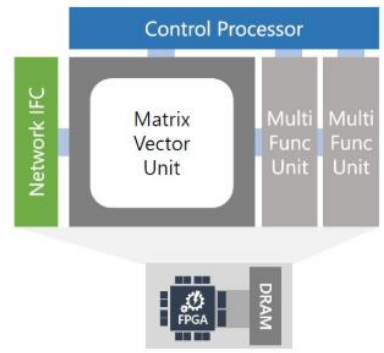 Control Processor
Network IFC
Matrix
Vector
Unit
Multi
Func
Unit
Multi
Func
Unit
FPGA
DRAM